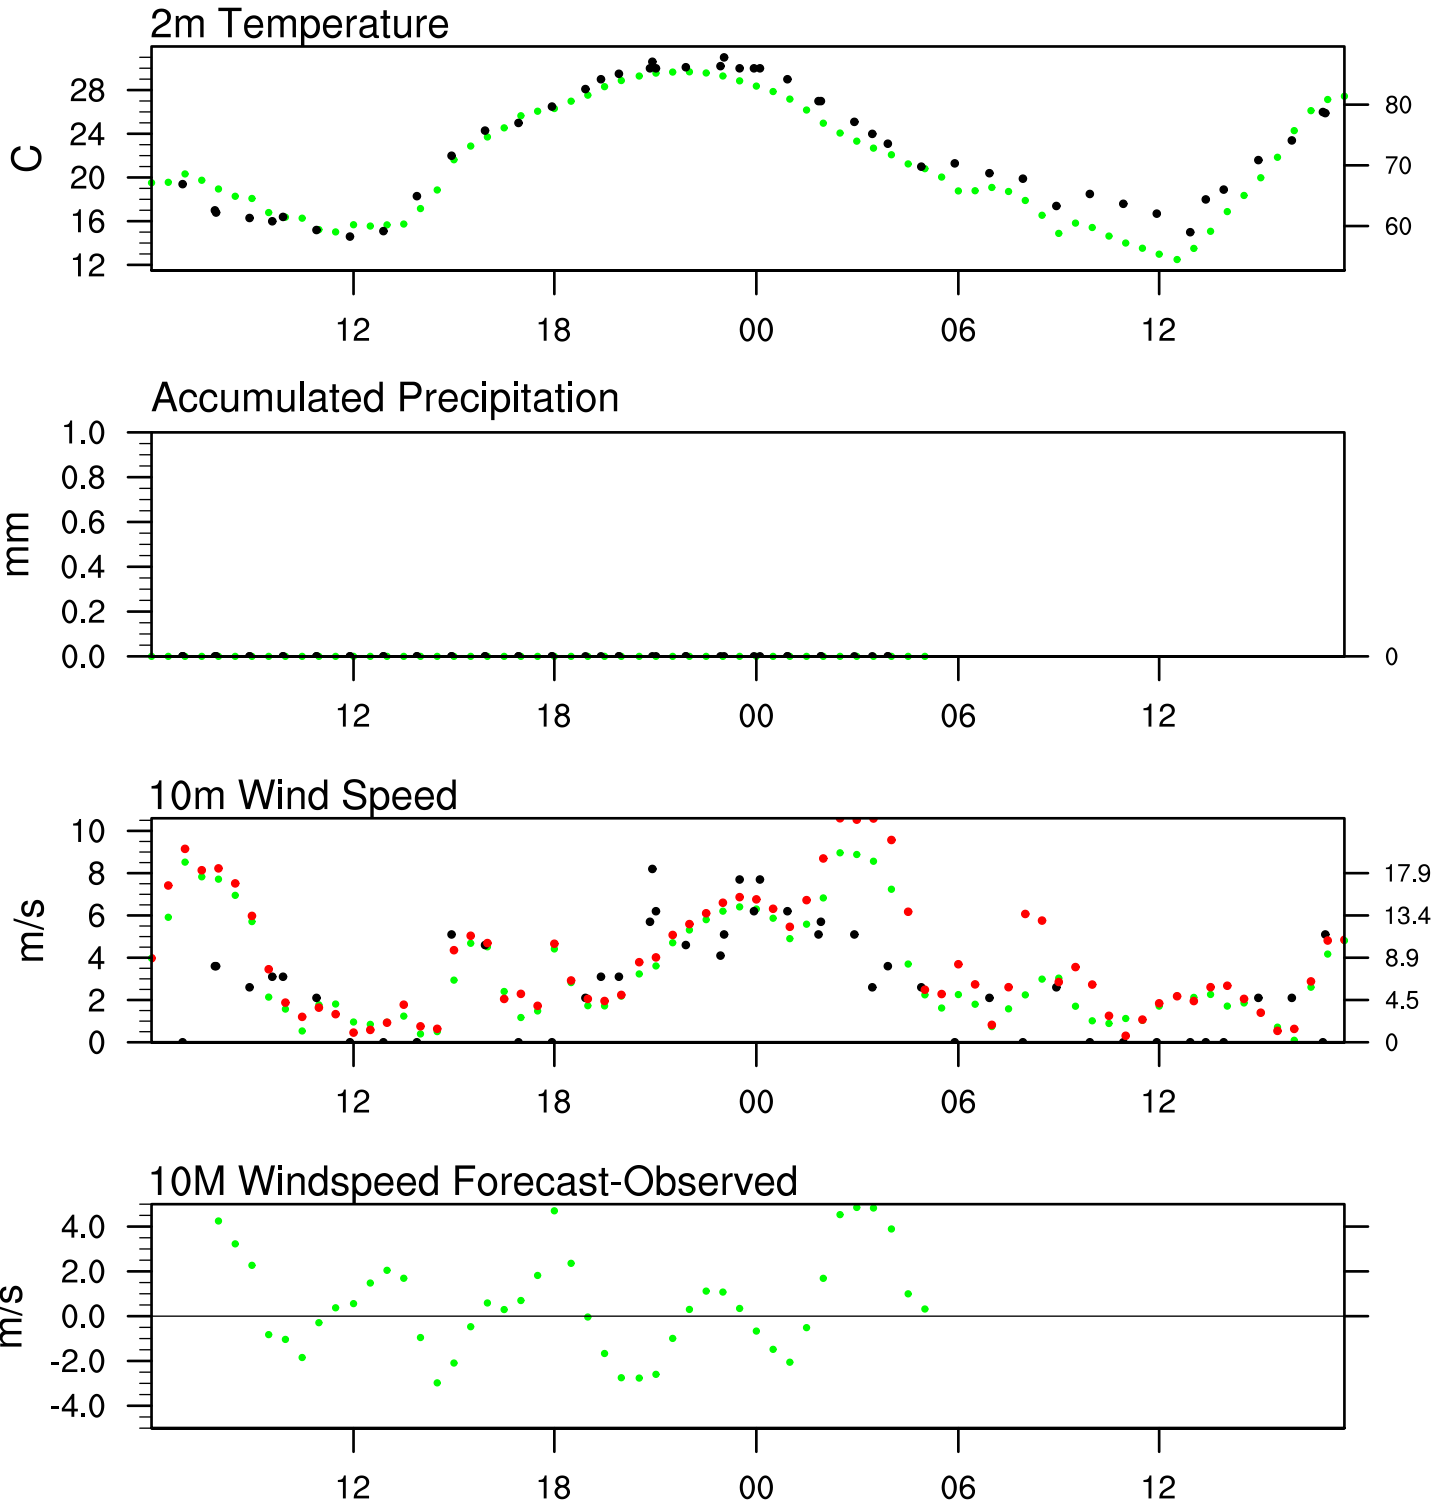 2m Temperature
C
28
24
20
16
12
80
70
60
12 18 00 06 12
Accumulated Precipitation
mm
1.0
0.8
0.6
0.4
0.2
0.0
0
12 18 00 06 12
10m Wind Speed
m/s
10
8
6
4
2
0
17.9
13.4
8.9
4.5
0
12 18 00 06 12
10M Windspeed Forecast-Observed
m/s
4.0
2.0
0.0
-2.0
-4.0
12 18 00 06 12